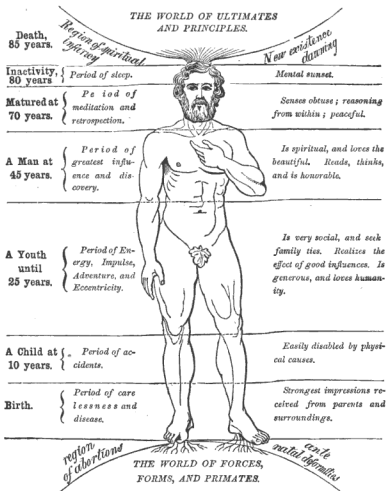 THE WORLD OF ULTIMATES
AND PRINCIPLES.
Region of spiritual
infancy
New existence
dawning
Death,
85 years.
Inactivity,
80 years
Period of sleep.
Mental sunset.
Matured at
70 years.
Pe iod of
meditation and
retrospection.
Senses obtuse; reasoning
from within; peaceful.
A Man at
45 years.
Period of
greatest influ-
ence and dis-
covery.
Is spiritual, and loves the
beautiful. Reads, thinks,
and is honorable.
A Youth
until
25 years.
Period of En-
ergy, Impulse,
Adventure, and
Eccentricity.
Is very social, and seek
family ties. Realizes the
effect of good influences. Is
generous, and loves human-
ity.
A Child at
10 years.
Period of ac-
cidents.
Easily disabled by physi-
cal causes.
Birth.
Period of care
lessness and
disease.
Strongest impressions re-
ceived from parents and
surroundings.
region
of abortions
ante
natal deformities
THE WORLD OF FORCES,
FORMS, AND PRIMATES.